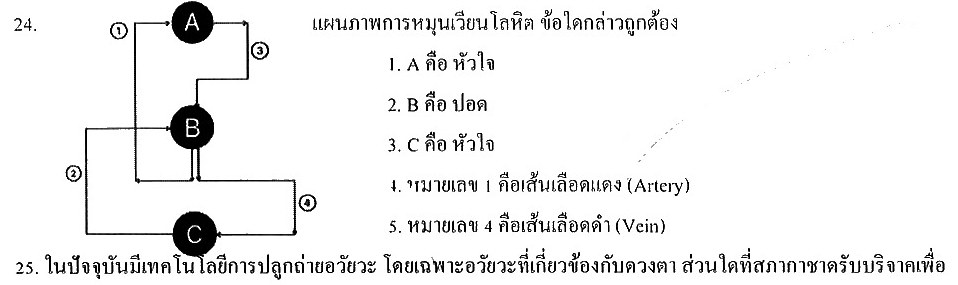 24. แผนภาพการหมุนเวียนโลหิต ข้อใดกล่าวถูกต้อง
① A ③
1. A คือ หัวใจ
2. B คือ ปอด
B
3. C คือ หัวใจ
② ④
4. หมายเลข 1 คือเส้นเลือดแดง (Artery)
C
5. หมายเลข 4 คือเส้นเลือดดำ (Vein)
25. ในปัจจุบันมีเทคโนโลยีการปลูกถ่ายอวัยวะ โดยเฉพาะอวัยวะที่เกี่ยวข้องกับดวงตา ส่วนใดที่สภากาชาดรับบริจาคเพื่อ